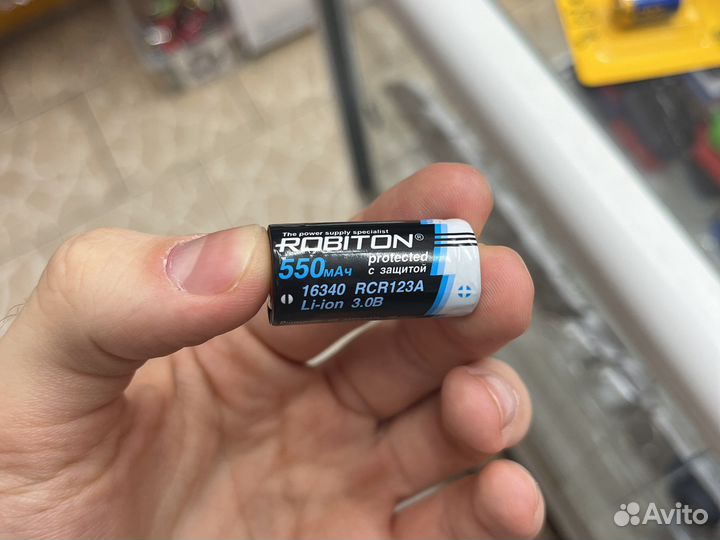 The power supply specialist
ROBITON®
550мАч
protected
с защитой
16340 RCR123A
Li-ion 3.0В
Avito